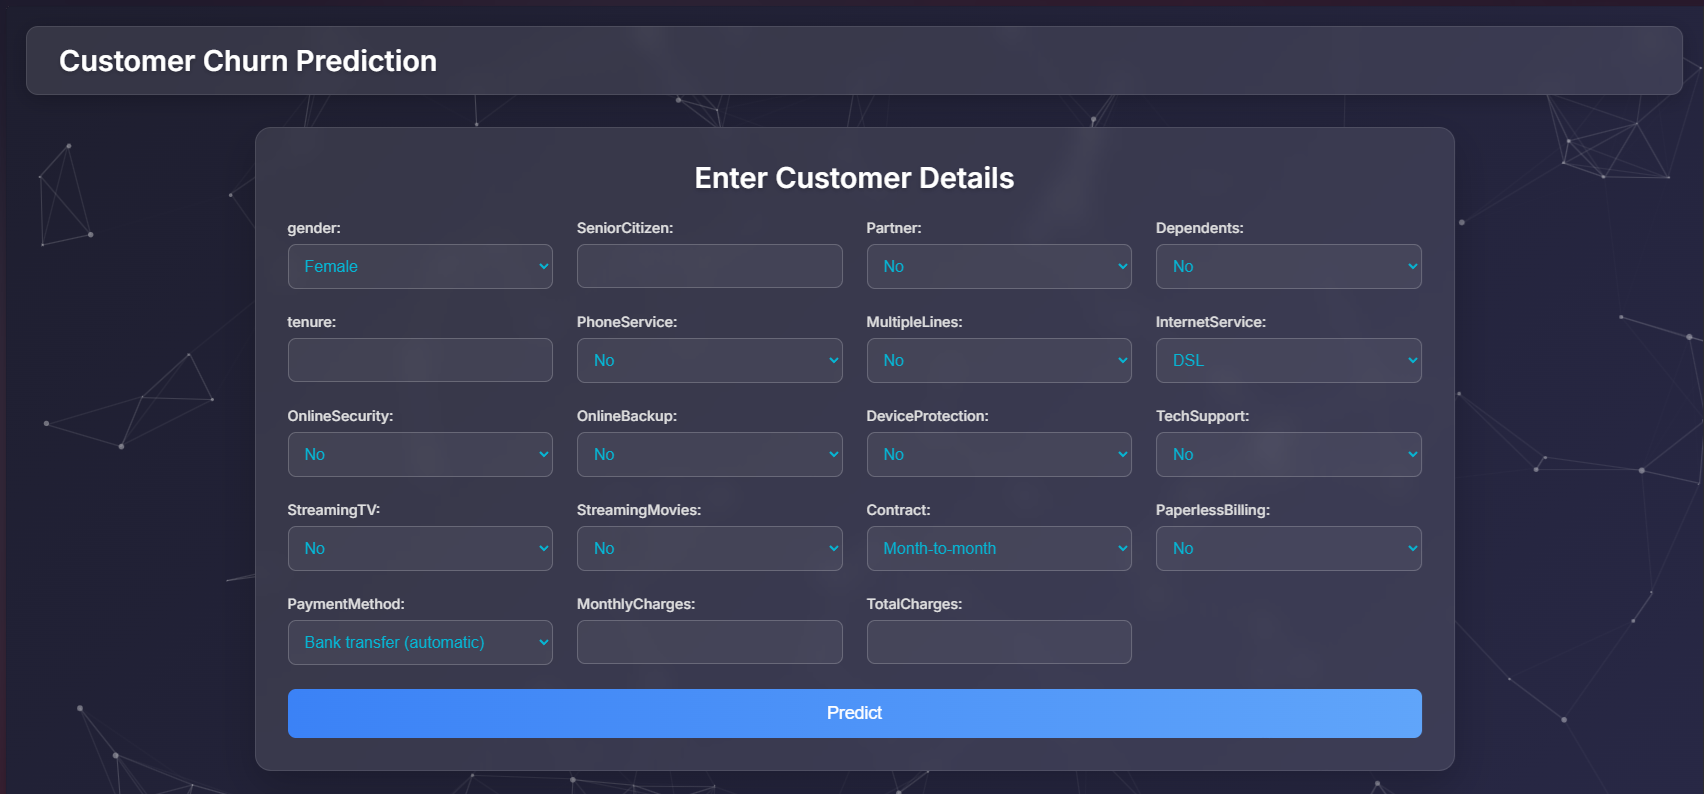 Customer Churn Prediction
Enter Customer Details
gender: SeniorCitizen: Partner: Dependents:
Female No No
tenure: PhoneService: MultipleLines: InternetService:
No No DSL
OnlineSecurity: OnlineBackup: DeviceProtection: TechSupport:
No No No No
StreamingTV: StreamingMovies: Contract: PaperlessBilling:
No No Month-to-month No
PaymentMethod: MonthlyCharges: TotalCharges:
Bank transfer (automatic)
Predict